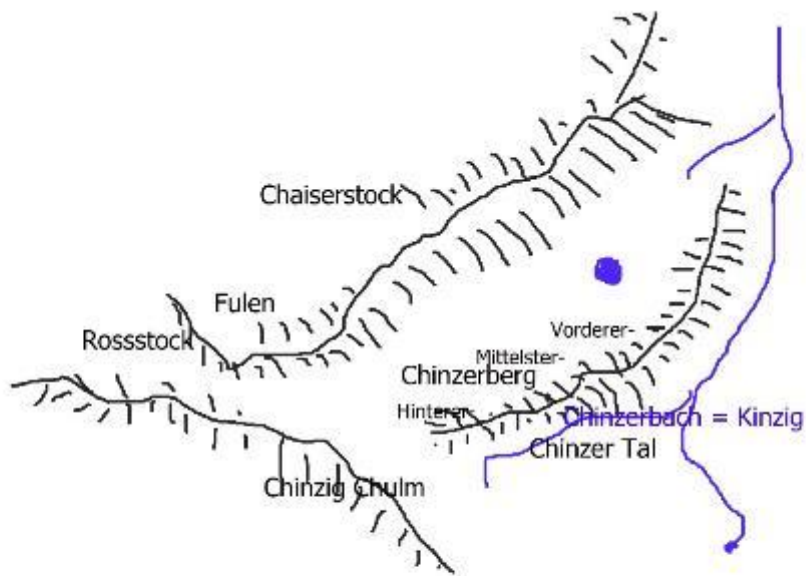 Chaiserstock
Fulen
Rossstock
Vorderer-
Mittelster-
Chinzerberg
Hinterer-
Chinzerbach = Kinzig
Chinzer Tal
Chinzig Chulm